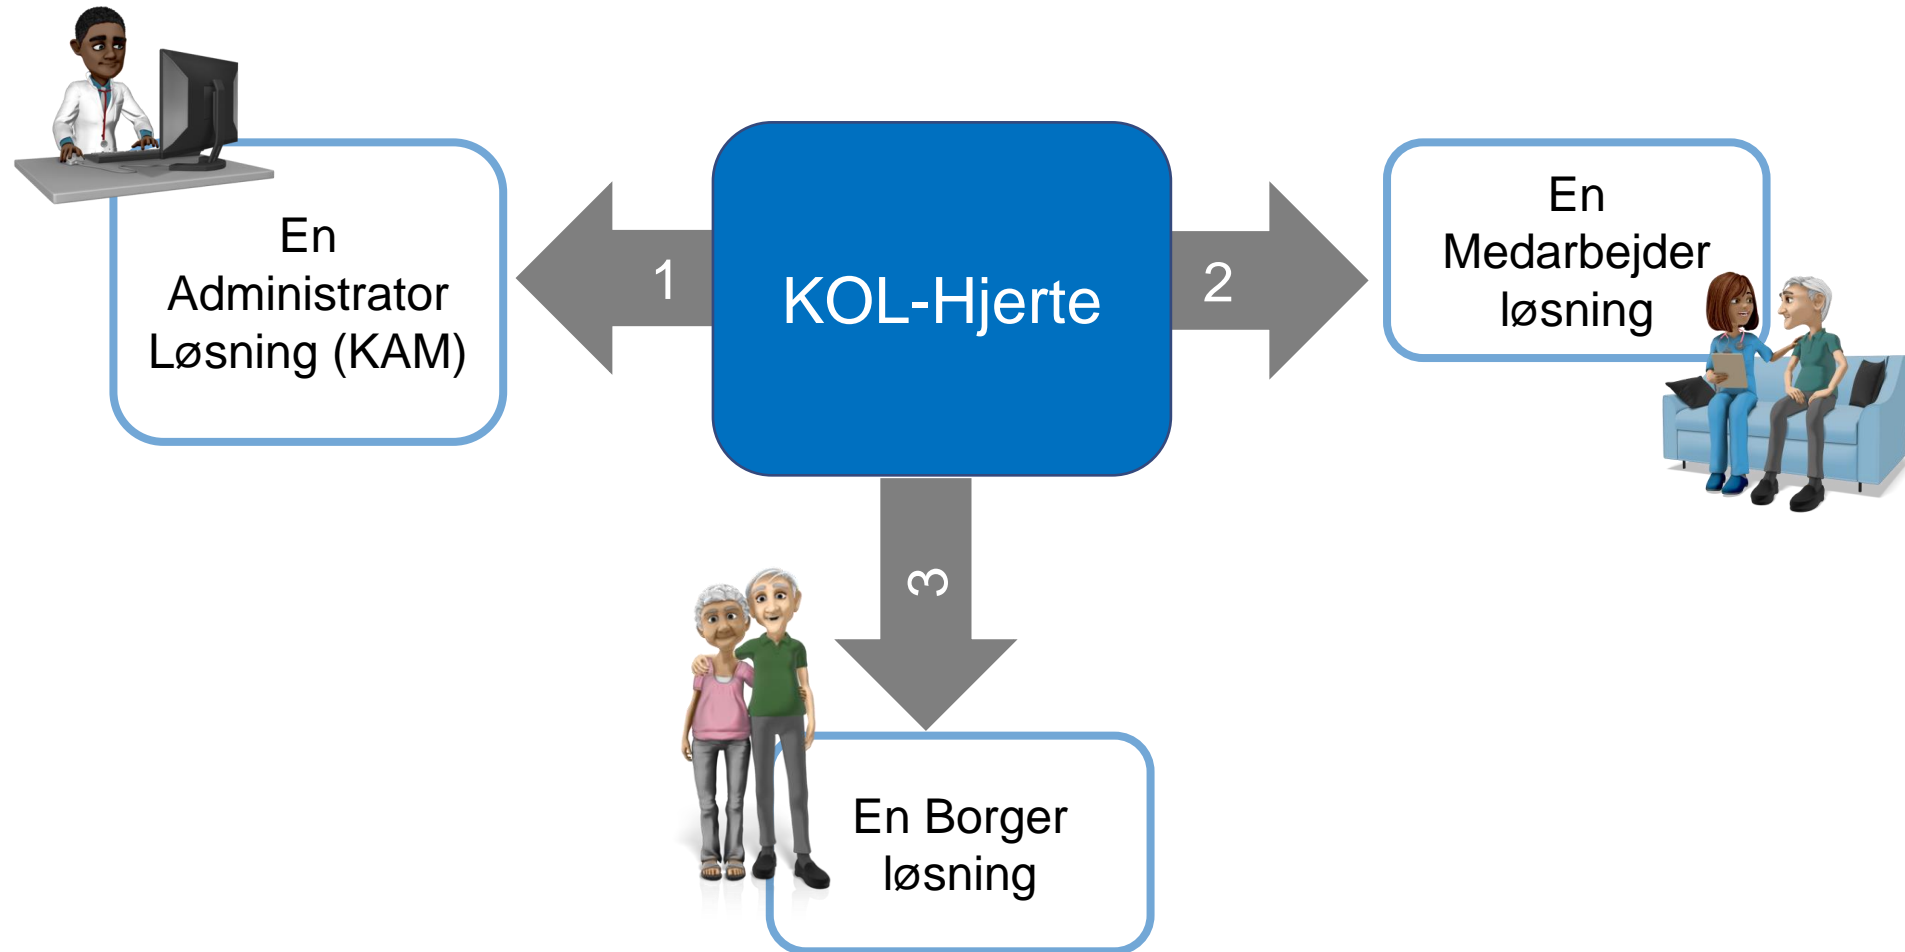 En
Administrator
Løsning (KAM)
1
KOL-Hjerte
2
En
Medarbejder
løsning
3
En Borger
løsning